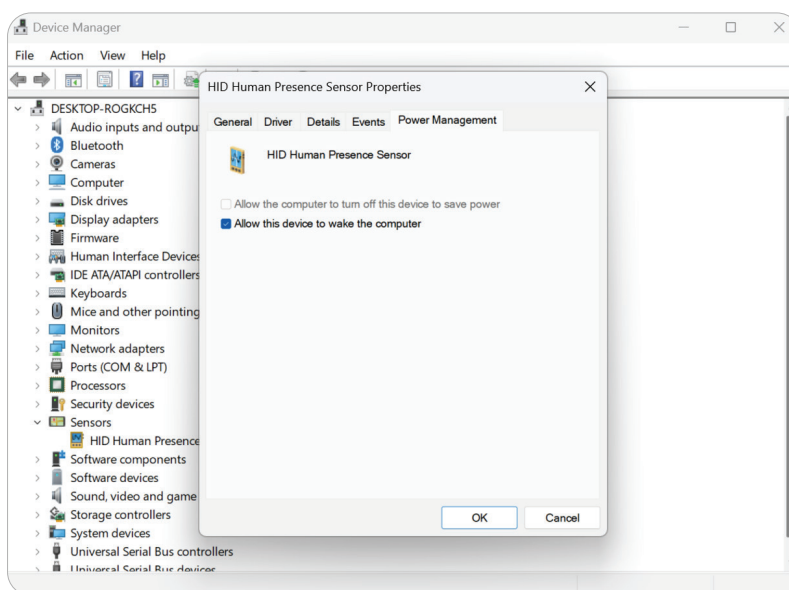 Device Manager
File Action View Help
DESKTOP-ROGKCH5
Audio inputs and outpu
Bluetooth
Cameras
Computer
Disk drives
Display adapters
Firmware
Human Interface Devices
IDE ATA/ATAPI controllers
Keyboards
Mice and other pointing
Monitors
Network adapters
Ports (COM & LPT)
Processors
Security devices
Sensors
HID Human Presence
Software components
Software devices
Sound, video and game
Storage controllers
System devices
Universal Serial Bus controllers
Universal Serial Bus devices
HID Human Presence Sensor Properties
General Driver Details Events Power Management
HID Human Presence Sensor
Allow the computer to turn off this device to save power
Allow this device to wake the computer
OK Cancel